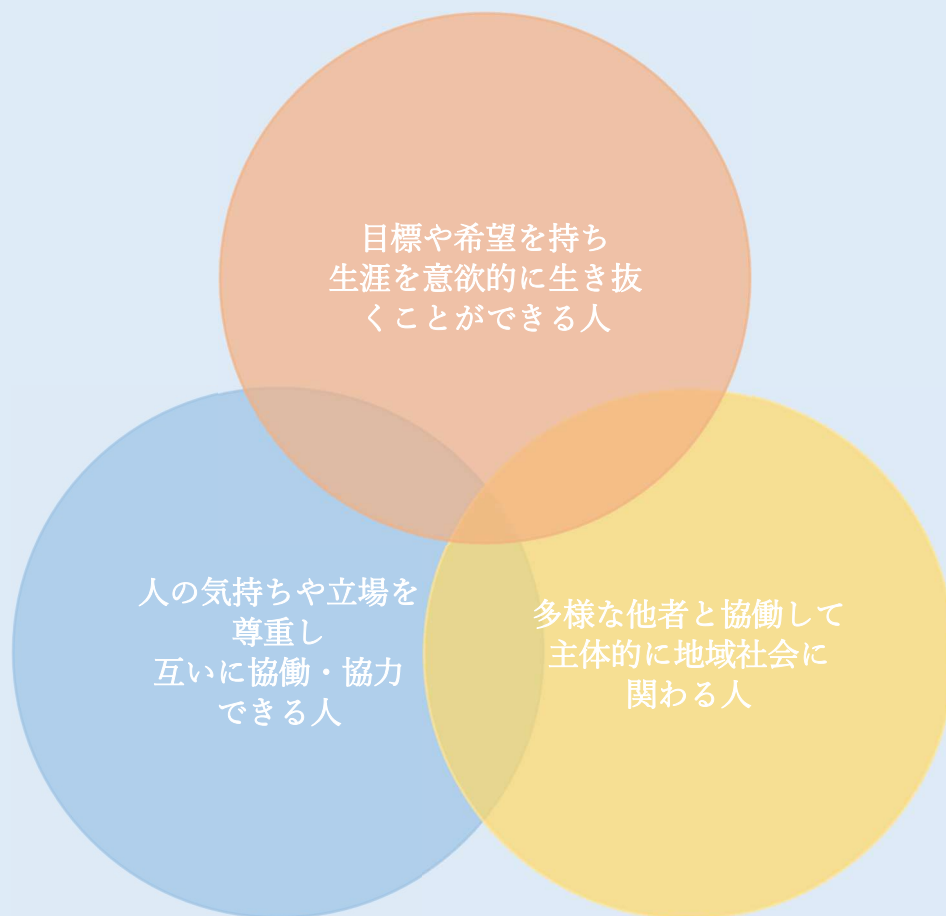 目標や希望を持ち
生涯を意欲的に生き抜
くことができる人
人の気持ちや立場を
尊重し
互いに協働・協力
できる人
多様な他者と協働して
主体的に地域社会に
関わる人